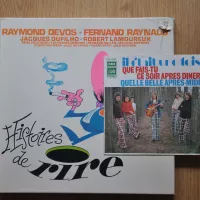 RAYMOND DEVOS - FERNAND RAYNAUD
JACQUES DUFILHO - ROBERT LAMOUREUX
Histoires
de
rire
il était une fois
QUE FAIS-TU
CE SOIR APRES DINER
QUELLE BELLE APRES-MIDI